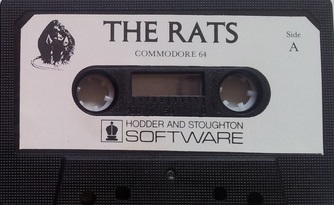 THE RATS
COMMODORE 64
Side
A
HODDER AND STOUGHTON
SOFTWARE